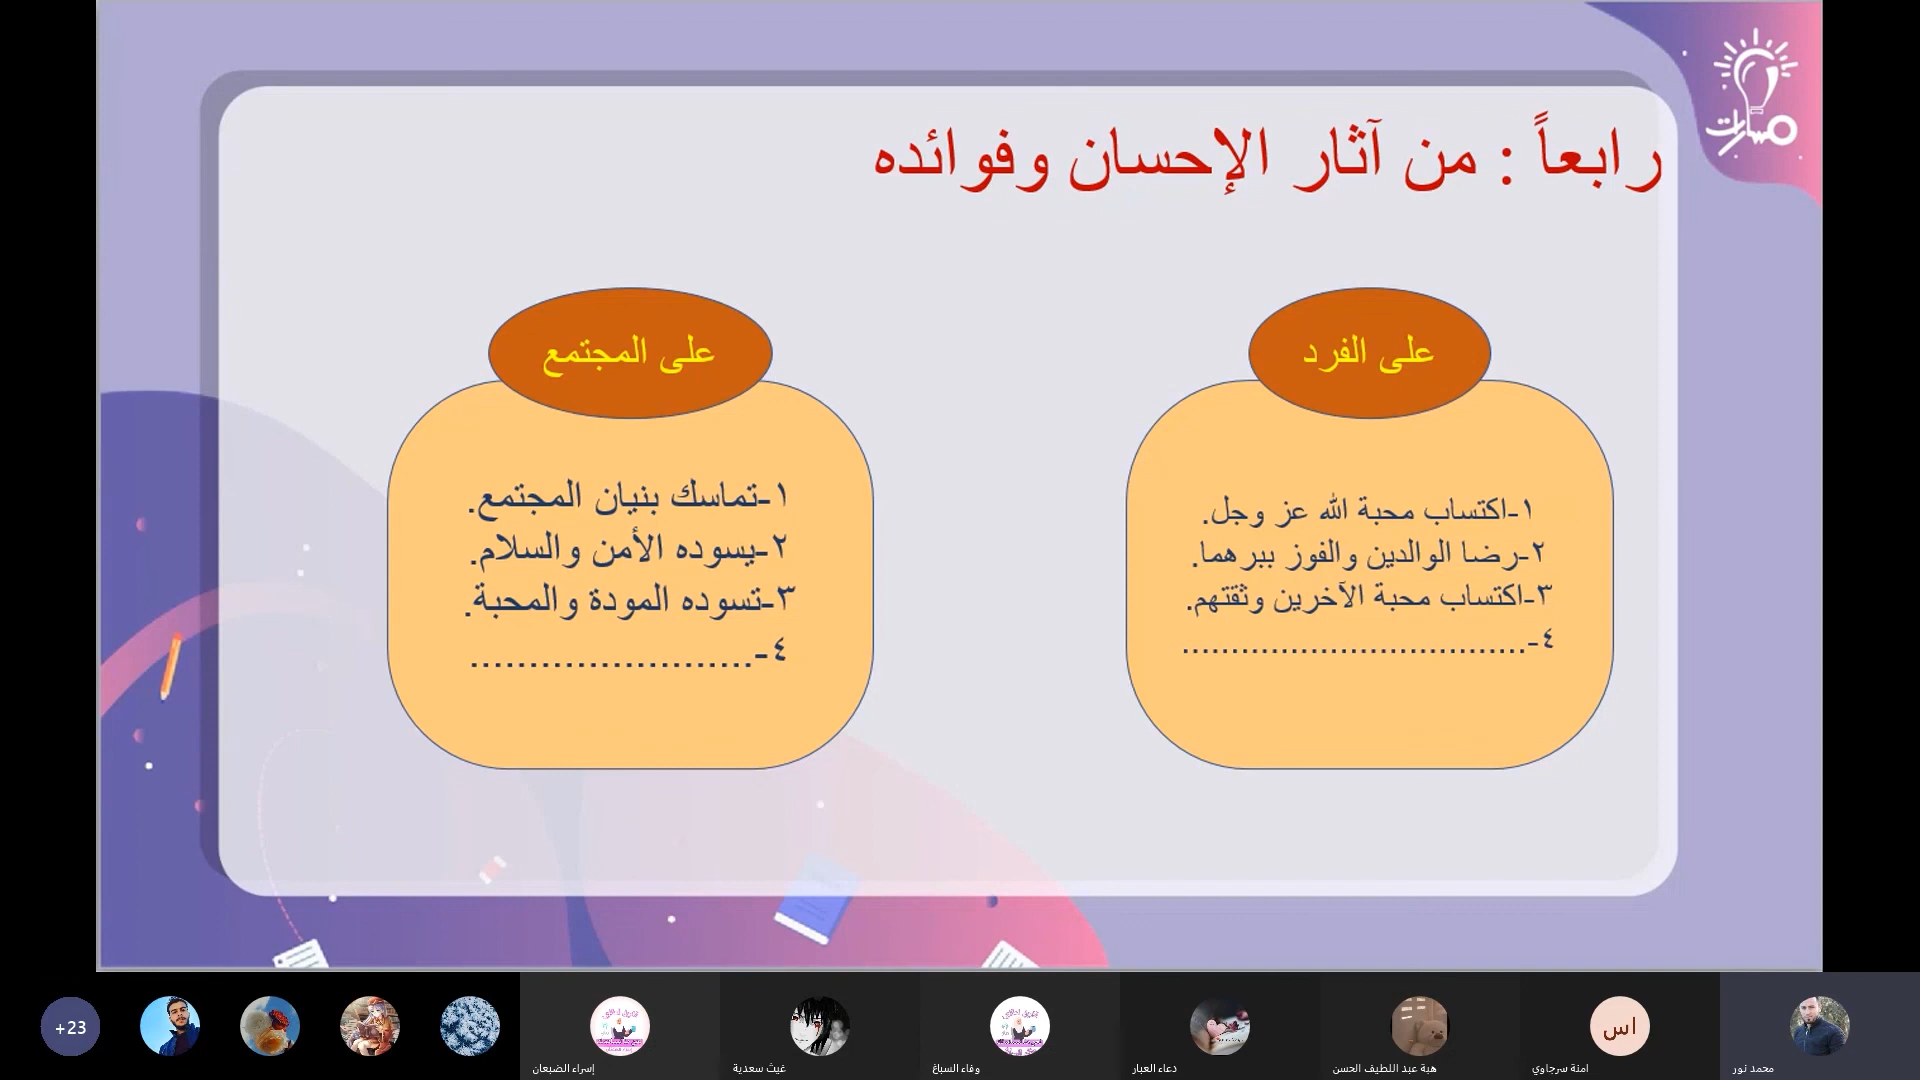 مسارات
رابعاً : من آثار الإحسان وفوائده
على الفرد
١-اكتساب محبة الله عز وجل.
٢-رضا الوالدين والفوز ببرهما.
٣-اكتساب محبة الآخرين وثقتهم.
٤-...................................
على المجتمع
١-تماسك بنيان المجتمع.
٢-يسوده الأمن والسلام.
٣-تسوده المودة والمحبة.
٤-........................
+23
إسراء الضبعان
غيث سعدية
وفاء السباغ
دعاء العبار
هبة عبد اللطيف الحسن
اس
امنة سرجاوي
محمد نور